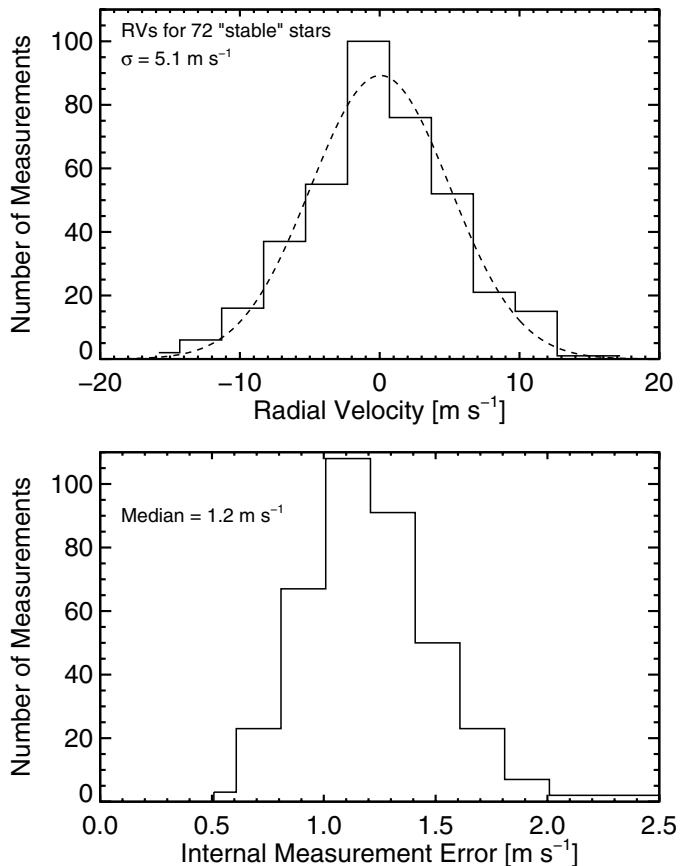 RVs for 72 "stable" stars
σ = 5.1 m s⁻¹
Number of Measurements
100
80
60
40
20
0
−20 −10 0 10 20
Radial Velocity [m s⁻¹]
Median = 1.2 m s⁻¹
Number of Measurements
100
80
60
40
20
0
0.0 0.5 1.0 1.5 2.0 2.5
Internal Measurement Error [m s⁻¹]